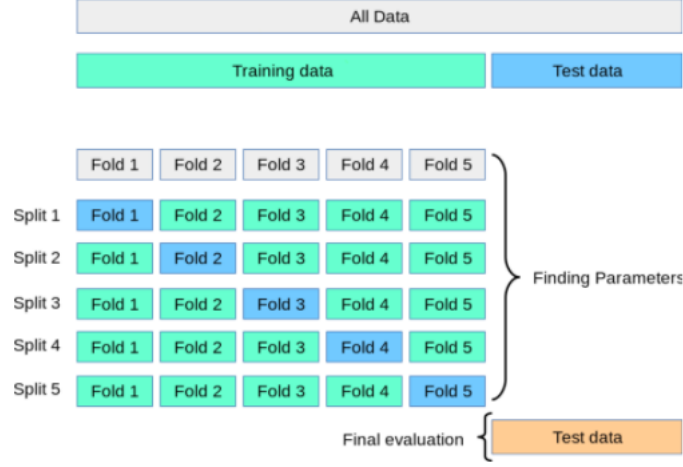 All Data
Training data Test data
Fold 1 Fold 2 Fold 3 Fold 4 Fold 5
Split 1 Fold 1 Fold 2 Fold 3 Fold 4 Fold 5
Split 2 Fold 1 Fold 2 Fold 3 Fold 4 Fold 5
Finding Parameters
Split 3 Fold 1 Fold 2 Fold 3 Fold 4 Fold 5
Split 4 Fold 1 Fold 2 Fold 3 Fold 4 Fold 5
Split 5 Fold 1 Fold 2 Fold 3 Fold 4 Fold 5
Final evaluation Test data